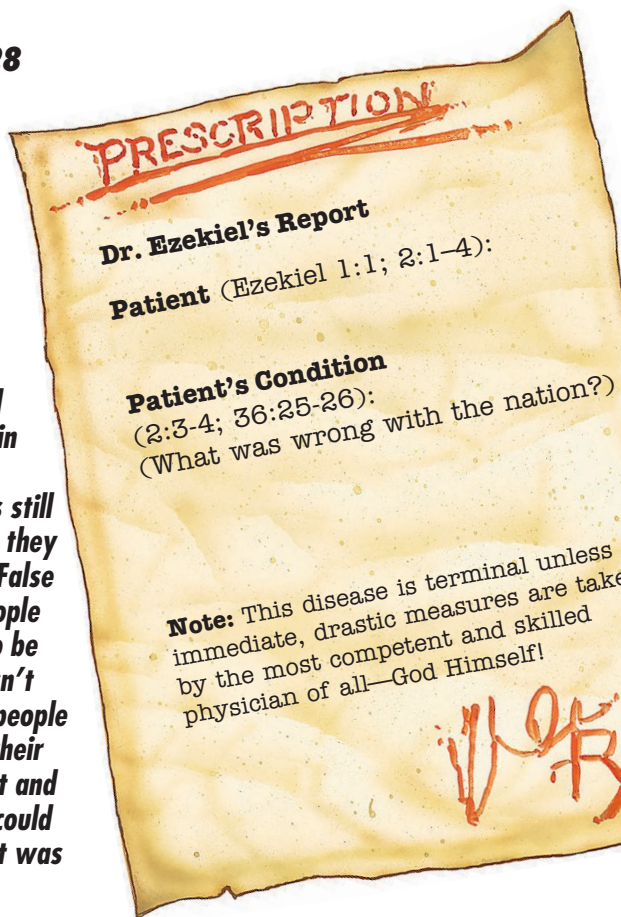 98
PRESCRIPTION
Dr. Ezekiel's Report
Patient (Ezekiel 1:1; 2:1–4):
Patient's Condition
(2:3-4; 36:25-26):
(What was wrong with the nation?)
Note: This disease is terminal unless
immediate, drastic measures are take
by the most competent and skilled
physician of all—God Himself!
in
s still
they
False
ople
o be
n't
people
heir
t and
could
t was